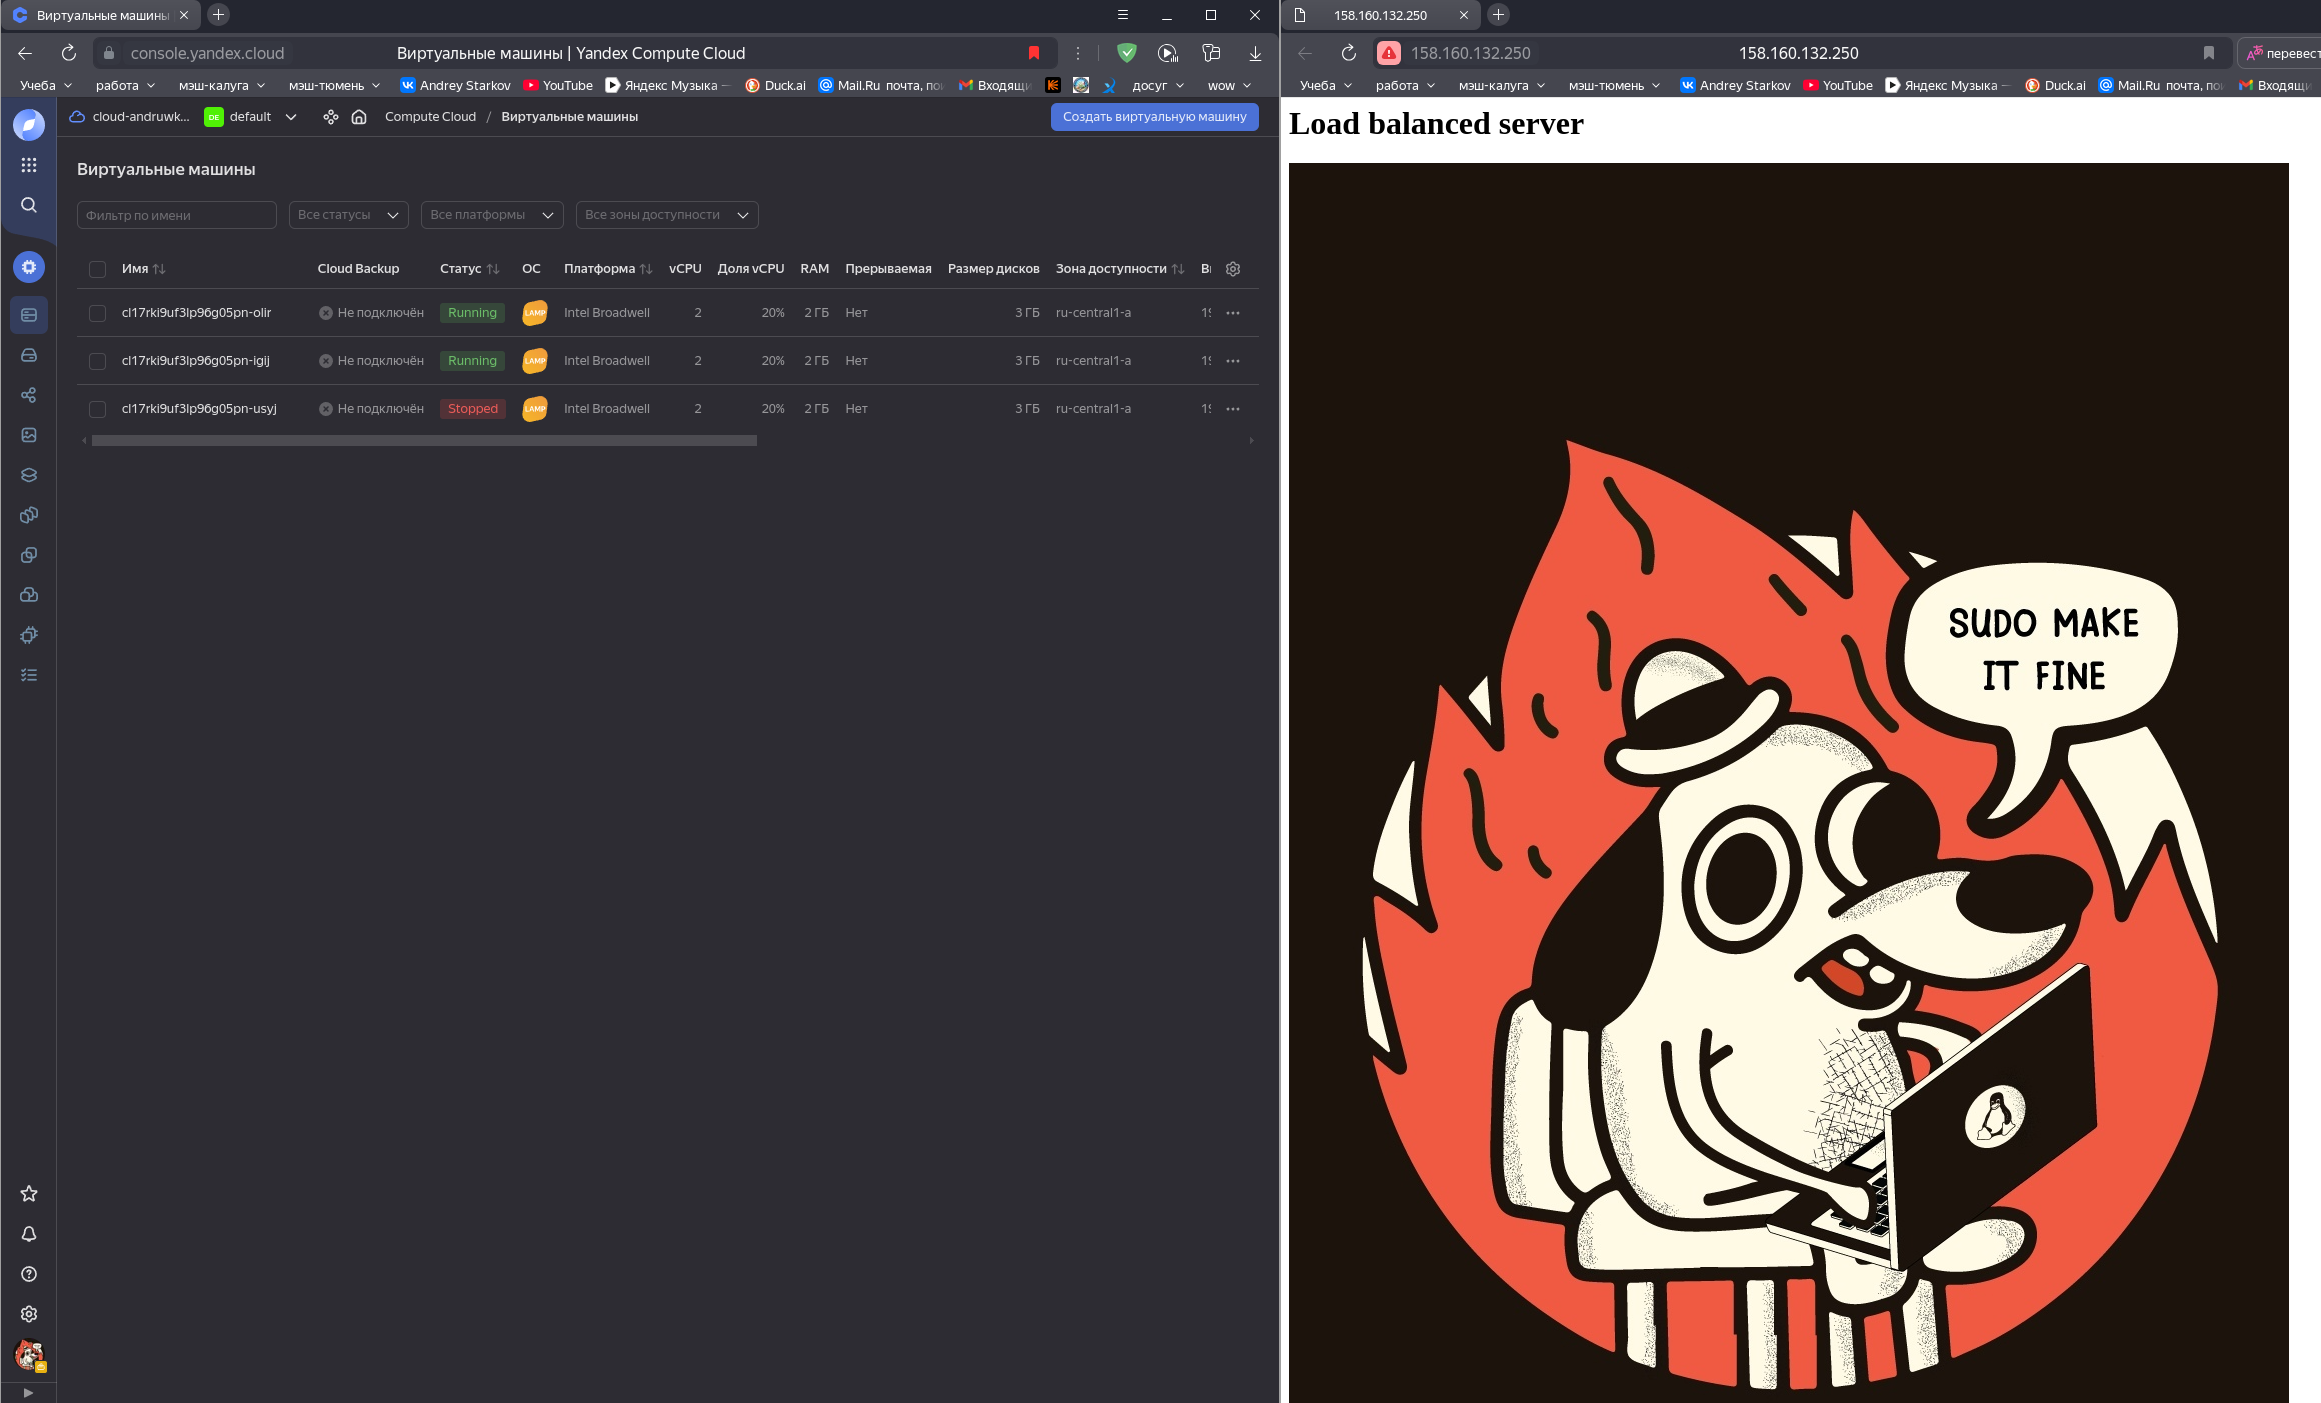 Виртуальные машины
console.yandex.cloud
Виртуальные машины | Yandex Compute Cloud
Учеба
работа
мэш-калуга
мэш-тюмень
Andrey Starkov
YouTube
Яндекс Музыка —
Duck.ai
Mail.Ru почта,
Входящ
досуг
wow
cloud-andruwk...
DE
default
Compute Cloud / Виртуальные машины
Создать виртуальную машину
Виртуальные машины
Фильтр по имени
Все статусы
Все платформы
Все зоны доступности
Имя Cloud Backup Статус ОС Платформа vCPU Доля vCPU RAM Прерываемая Размер дисков Зона доступности
cl17rki9uf3lp96g05pn-olir Не подключён Running LAMP Intel Broadwell 2 20% 2 ГБ Нет 3 ГБ ru-central1-a
cl17rki9uf3lp96g05pn-igij Не подключён Running LAMP Intel Broadwell 2 20% 2 ГБ Нет 3 ГБ ru-central1-a
cl17rki9uf3lp96g05pn-usyj Не подключён Stopped LAMP Intel Broadwell 2 20% 2 ГБ Нет 3 ГБ ru-central1-a
158.160.132.250
158.160.132.250
158.160.132.250
перевест
Учеба
работа
мэш-калуга
мэш-тюмень
Andrey Starkov
YouTube
Яндекс Музыка —
Duck.ai
Mail.Ru почта,
Входящ
Load balanced server
SUDO MAKE
IT FINE